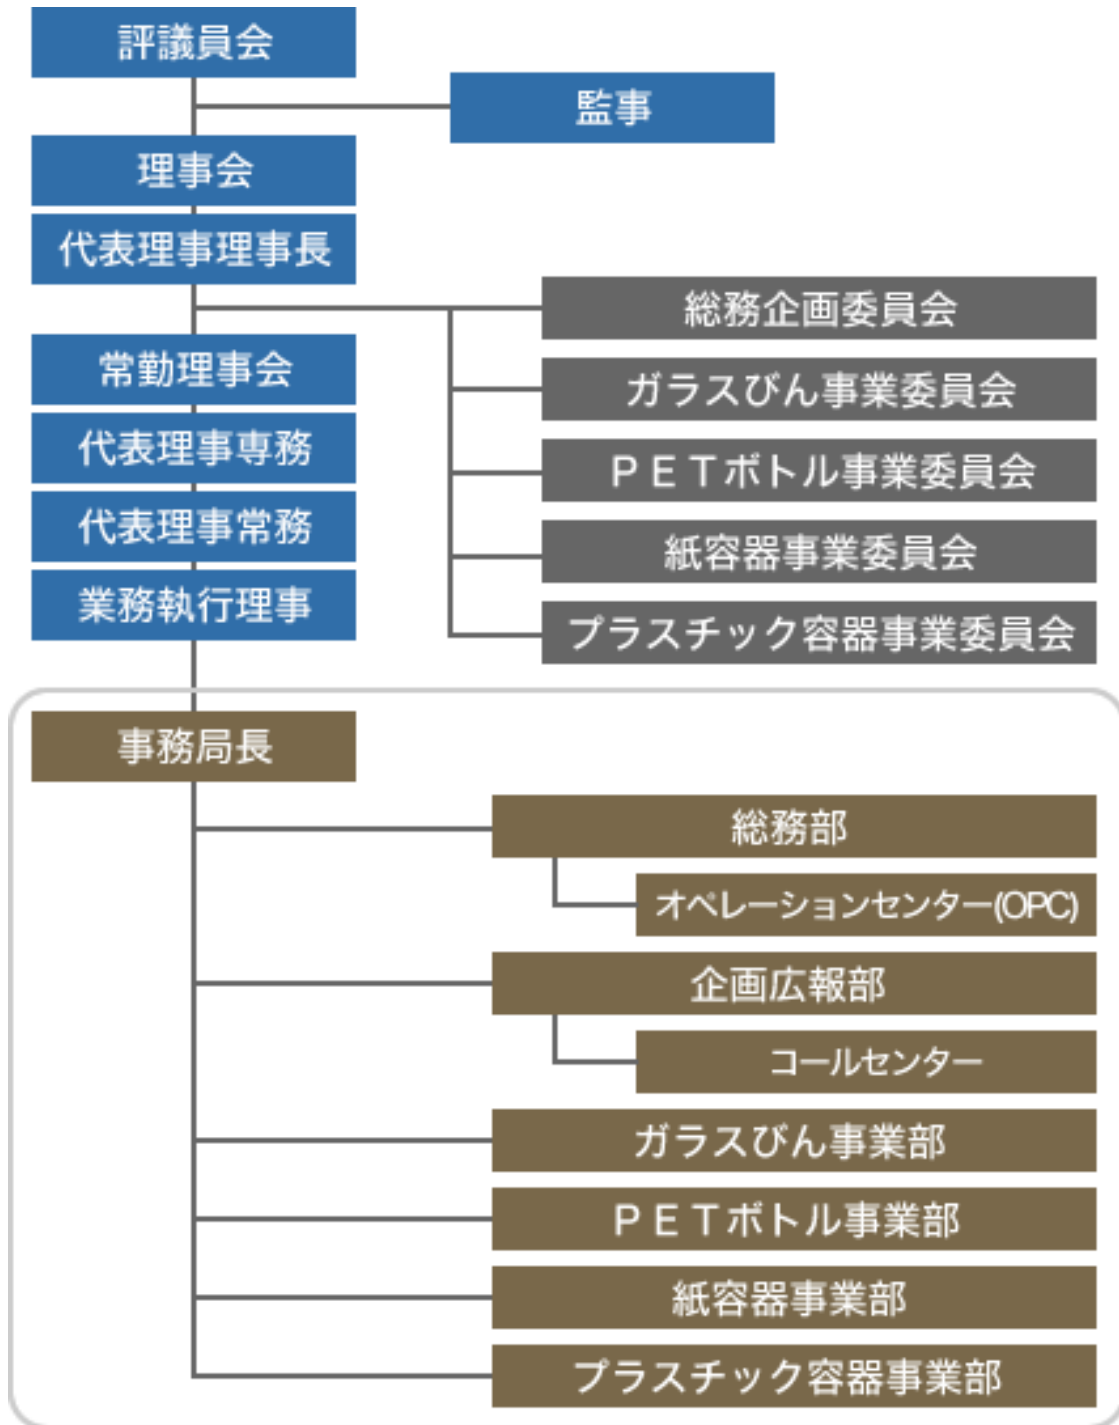 評議員会
監事
理事会
代表理事理事長
総務企画委員会
常勤理事会
ガラスびん事業委員会
代表理事専務
ＰＥＴボトル事業委員会
代表理事常務
紙容器事業委員会
業務執行理事
プラスチック容器事業委員会
事務局長
総務部
オペレーションセンター(OPC)
企画広報部
コールセンター
ガラスびん事業部
ＰＥＴボトル事業部
紙容器事業部
プラスチック容器事業部